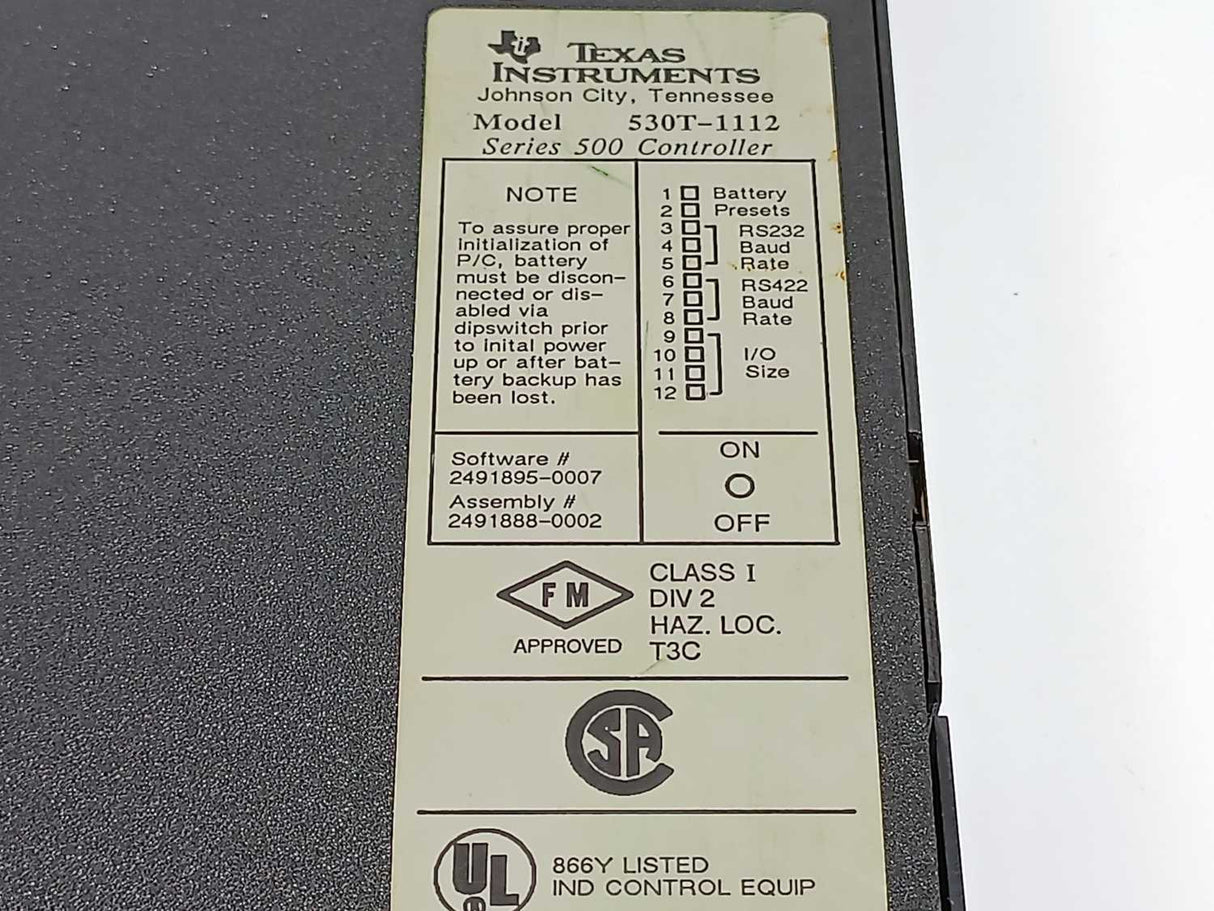 TEXAS
INSTRUMENTS
Johnson City, Tennessee
Model 530T-1112
Series 500 Controller
NOTE
To assure proper
initialization of
P/C, battery
must be discon-
nected or dis-
abled via
dipswitch prior
to inital power
up or after bat-
tery backup has
been lost.
1 Battery
2 Presets
3 RS232
4 Baud
5 Rate
6 RS422
7 Baud
8 Rate
9
10 I/O
11 Size
12
Software #
2491895-0007
Assembly #
2491888-0002
ON
OFF
FM
APPROVED
CLASS I
DIV 2
HAZ. LOC.
T3C
CSA
UL
866Y LISTED
IND CONTROL EQUIP